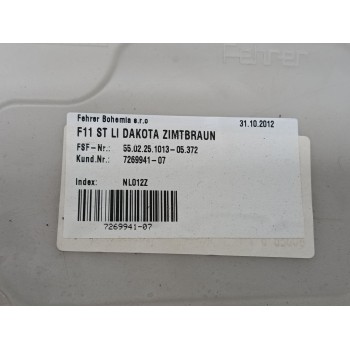 Fehrer
Fehrer Bohemia s.r.o 31.10.2012
F11 ST LI DAKOTA ZIMTBRAUN
FSF-Nr.: 55.02.25.1013-05.372
Kund.Nr.: 7269941-07
Index: NL012Z
7269941-07